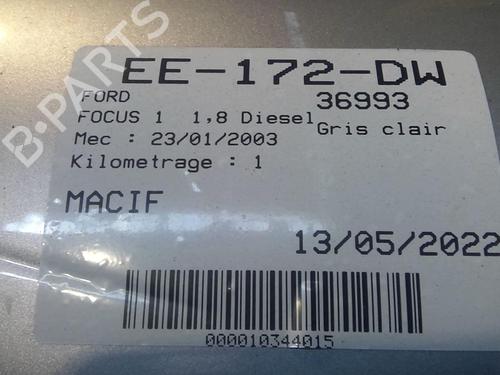 B-PARTS
EE-172-DW
FORD 36993
FOCUS 1 1,8 Diesel Gris clair
Mec : 23/01/2003
Kilometrage : 1
MACIF
13/05/2022
000010344015